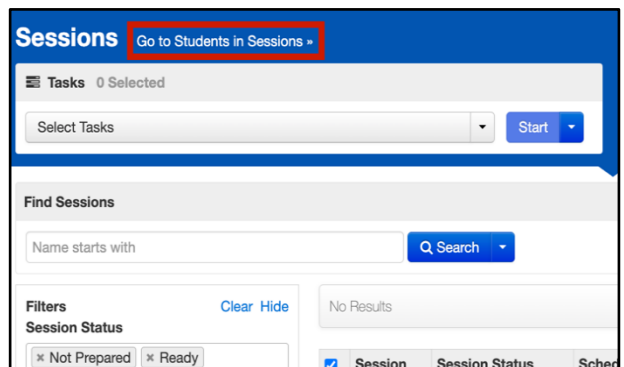 Sessions Go to Students in Sessions »
Tasks 0 Selected
Select Tasks Start
Find Sessions
Name starts with Search
Filters Clear Hide No Results
Session Status
× Not Prepared × Ready
Session Session Status Sched